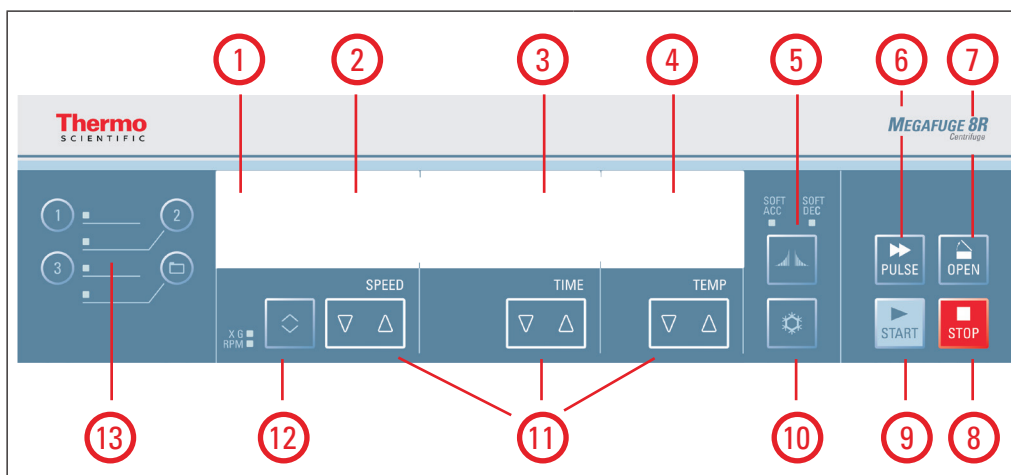 1 2 3 4 5 6 7
Thermo
SCIENTIFIC
MEGAFUGE 8R
Centrifuge
1 2
3
SOFT ACC
SOFT DEC
PULSE
OPEN
SPEED
TIME
TEMP
X G
RPM
START
STOP
13 12 11 10 9 8